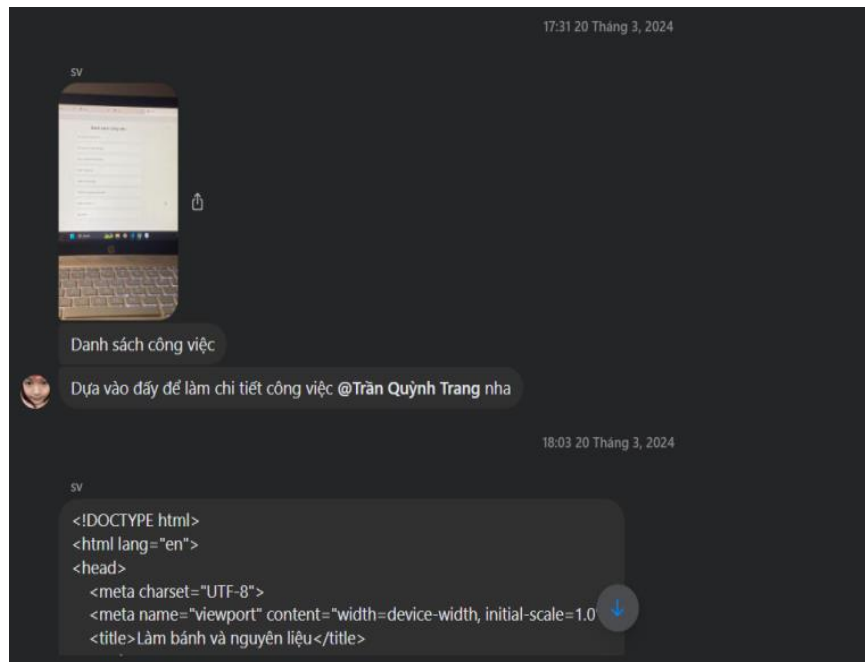 17:31 20 Tháng 3, 2024
sv
Danh sách công việc
Dựa vào đấy để làm chi tiết công việc @Trần Quỳnh Trang nha
18:03 20 Tháng 3, 2024
sv
<!DOCTYPE html>
<html lang="en">
<head>
<meta charset="UTF-8">
<meta name="viewport" content="width=device-width, initial-scale=1.0"
<title>Làm bánh và nguyên liệu</title>